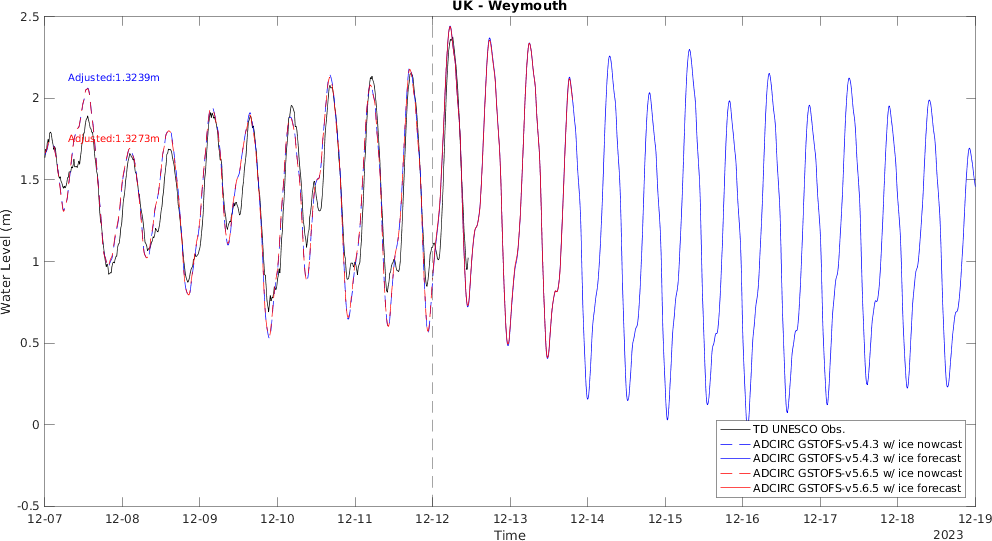 UK - Weymouth
2.5
2
1.5
1
0.5
0
-0.5
Water Level (m)
Adjusted:1.3239m
Adjusted:1.3273m
TD UNESCO Obs.
ADCIRC GSTOFS-v5.4.3 w/ ice nowcast
ADCIRC GSTOFS-v5.4.3 w/ ice forecast
ADCIRC GSTOFS-v5.6.5 w/ ice nowcast
ADCIRC GSTOFS-v5.6.5 w/ ice forecast
12-07 12-08 12-09 12-10 12-11 12-12 12-13 12-14 12-15 12-16 12-17 12-18 12-19
Time
2023